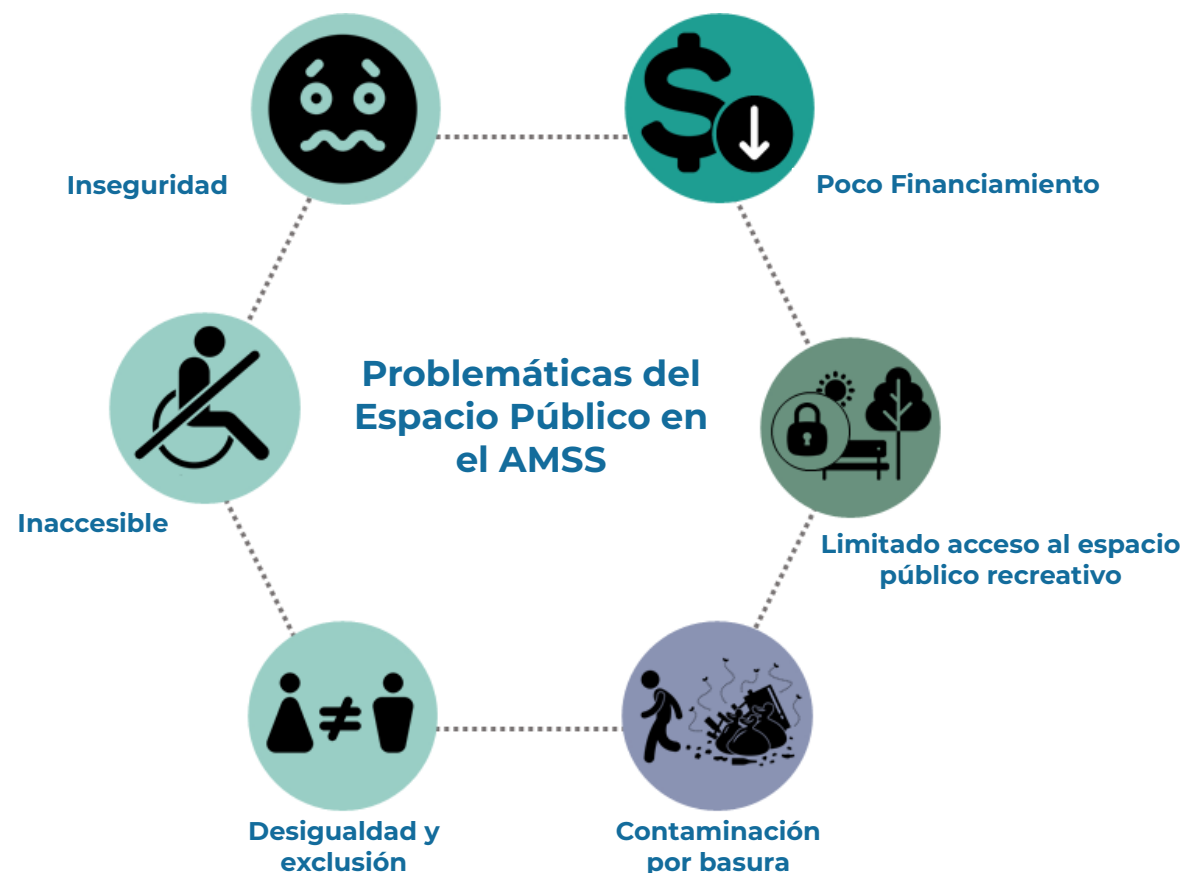 Inseguridad
Poco Financiamiento
Problemáticas del
Espacio Público en
el AMSS
Inaccesible
Limitado acceso al espacio
público recreativo
Desigualdad y
exclusión
Contaminación
por basura